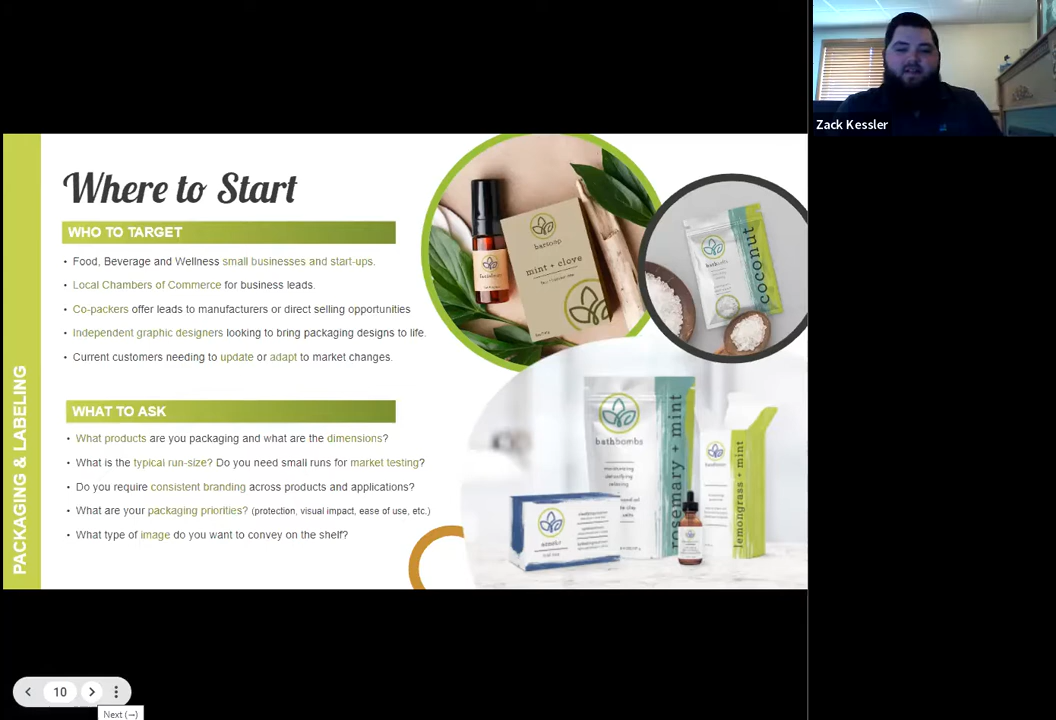 Zack Kessler
Where to Start
WHO TO TARGET
• Food, Beverage and Wellness small businesses and start-ups.
• Local Chambers of Commerce for business leads.
• Co-packers offer leads to manufacturers or direct selling opportunities
• Independent graphic designers looking to bring packaging designs to life.
• Current customers needing to update or adapt to market changes.
WHAT TO ASK
• What products are you packaging and what are the dimensions?
• What is the typical run-size? Do you need small runs for market testing?
• Do you require consistent branding across products and applications?
• What are your packaging priorities? (protection, visual impact, ease of use, etc.)
• What type of image do you want to convey on the shelf?
PACKAGING & LABELING
barsoap
mint + clove
coconut
bathbombs
rosemary + mint
lemongrass + mint
10
Next (→)